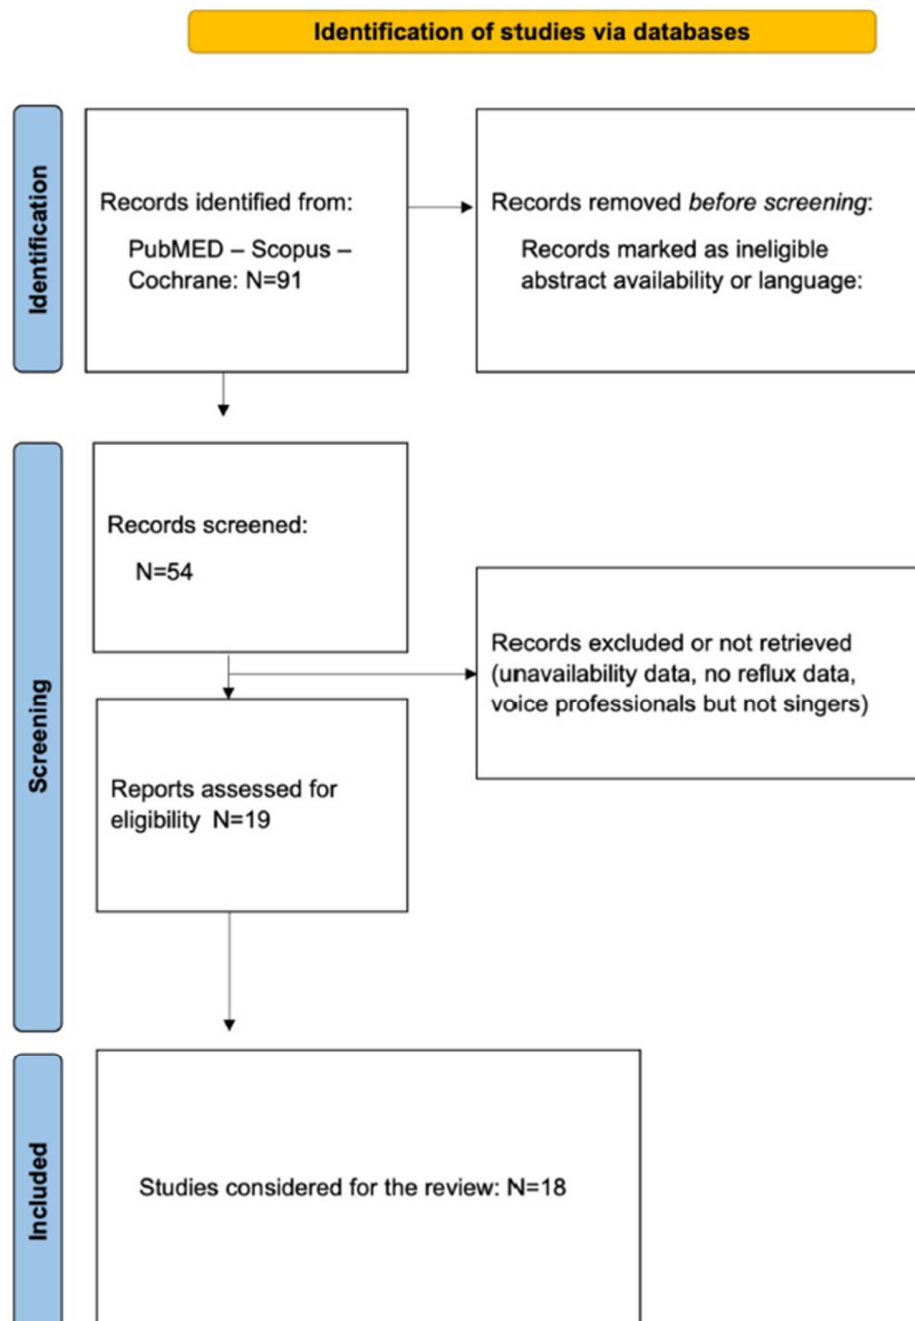 Identification of studies via databases
Identification
Records identified from:
PubMED – Scopus –
Cochrane: N=91
Records removed before screening:
Records marked as ineligible
abstract availability or language:
Screening
Records screened:
N=54
Records excluded or not retrieved
(unavailability data, no reflux data,
voice professionals but not singers)
Reports assessed for
eligibility N=19
Included
Studies considered for the review: N=18